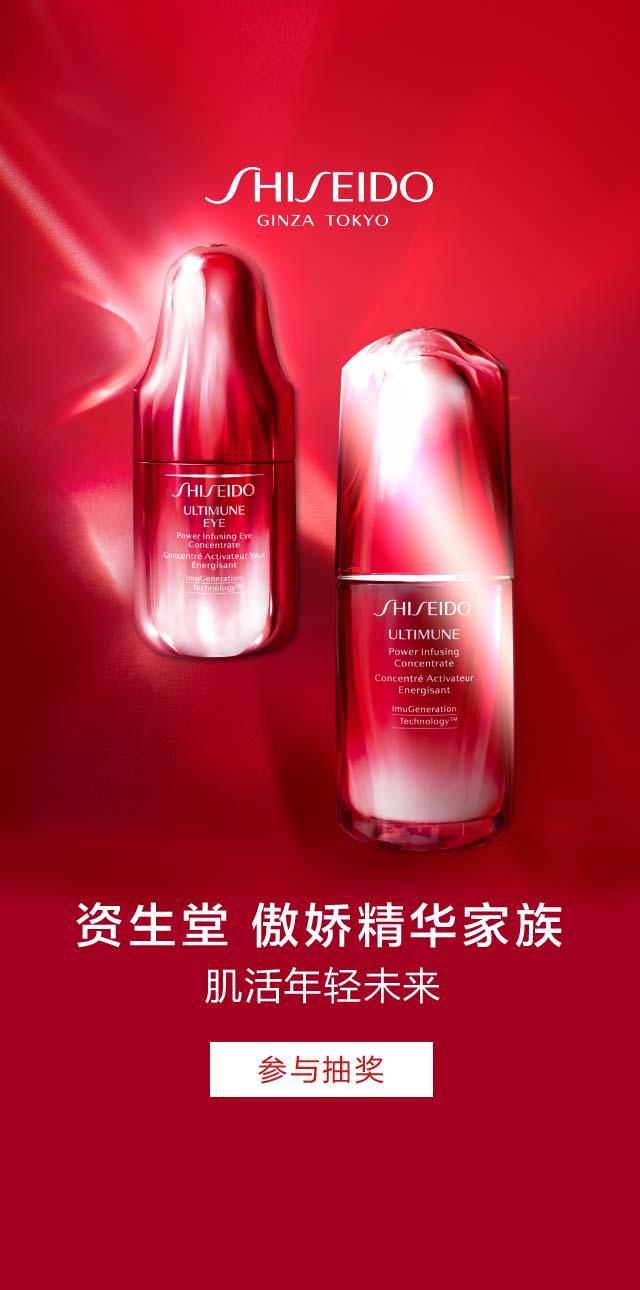 SHISEIDO
GINZA TOKYO
SHISEIDO
ULTIMUNE
EYE
Power Infusing Eye
Concentrate
Concentré Activateur Yeux
Energisant
ImuGeneration
Technology™
SHISEIDO
ULTIMUNE
Power Infusing
Concentrate
Concentré Activateur
Energisant
ImuGeneration
Technology™
资生堂 傲娇精华家族
肌活年轻未来
参与抽奖